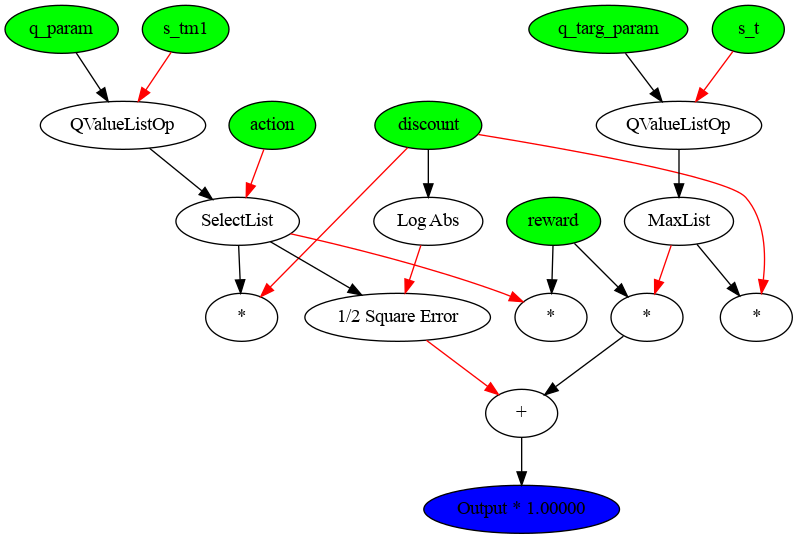 q_param
s_tm1
q_targ_param
s_t
QValueListOp
action
discount
QValueListOp
SelectList
Log Abs
reward
MaxList
*
1/2 Square Error
*
*
*
+
Output * 1.00000